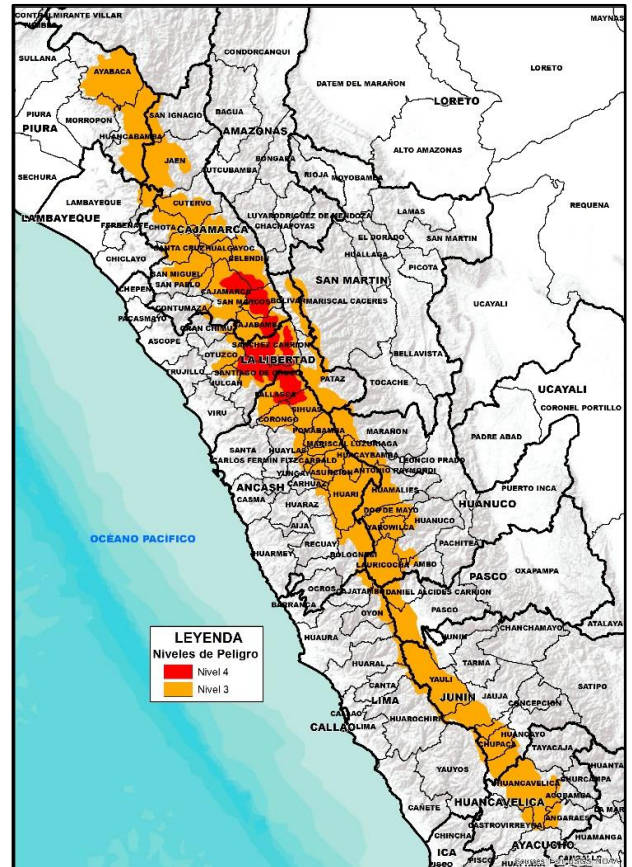 CONTRALMIRANTE VILLAR
SULLANA
AYABACA
CONDORCANQUI
MAYNAS
LORETO
DATEM DEL MARAÑON
LORETO
PIURA
PIURA
MORROPON
HUANCABAMBA
SAN IGNACIO
BAGUA
AMAZONAS
ALTO AMAZONAS
SECHURA
JAEN
UTCUBAMBA
BONGARA
RIOJA
MOYOBAMBA
REQUENA
LAMBAYEQUE
LAMBAYEQUE
FERREÑAFE
CUTERVO
CAJAMARCA
CHOTA
LUYA
RODRIGUEZ DE MENDOZA
CHACHAPOYAS
LAMAS
EL DORADO
SAN MARTIN
SANTA CRUZ
HUALGAYOC
CELENDIN
CHICLAYO
HUALLAGA
PICOTA
SAN MIGUEL
SAN PABLO
CAJAMARCA
SAN MARCOS
SAN MARTIN
UCAYALI
CHEPEN
PACASMAYO
CONTUMAZA
BOLIVAR
MARISCAL CACERES
GRAN CHIMU
CAJABAMBA
ASCOPE
SANCHEZ CARRION
OTUZCO
LA LIBERTAD
BELLAVISTA
TRUJILLO
SANTIAGO DE CHUCO
JULCAN
PATAZ
TOCACHE
UCAYALI
CORONEL PORTILLO
VIRU
PALLASCA
CORONGO
SIHUAS
POMABAMBA
MARAÑON
PADRE ABAD
SANTA
HUAYLAS
MARISCAL LUZURIAGA
CARLOS FERMIN FITZCARRALD
HUACAYBAMBA
LEONCIO PRADO
YUNGAY
ASUNCION
ANTONIO RAYMONDI
ANCASH
CARHUAZ
PUERTO INCA
CASMA
HUARAZ
HUARI
HUAMALIES
HUANUCO
DOS DE MAYO
AIJA
YAROWILCA
HUANUCO
OCÉANO PACÍFICO
HUARMEY
RECUAY
BOLOGNESI
PACHITEA
LAURICOCHA
AMBO
PASCO
OXAPAMPA
OCROS
CAJATAMBO
DANIEL ALCIDES CARRION
BARRANCA
OYON
PASCO
ATALAYA
LEYENDA
Niveles de Peligro
Nivel 4
Nivel 3
HUAURA
JUNIN
CHANCHAMAYO
HUARAL
TARMA
SATIPO
CANTA
YAULI
JAUJA
LIMA
JUNIN
CONCEPCION
CALLAO
CALLAO
LIMA
HUAROCHIRI
HUANCAYO
CHUPACA
TAYACAJA
YAUYOS
HUANTA
HUANCAVELICA
CHURCAMPA
ACOBAMBA
LA MAR
CAÑETE
HUANCAVELICA
ANGARAES
CASTROVIRREYNA
HUAMANGA
CHINCHA
AYACUCHO
ICA
PISCO